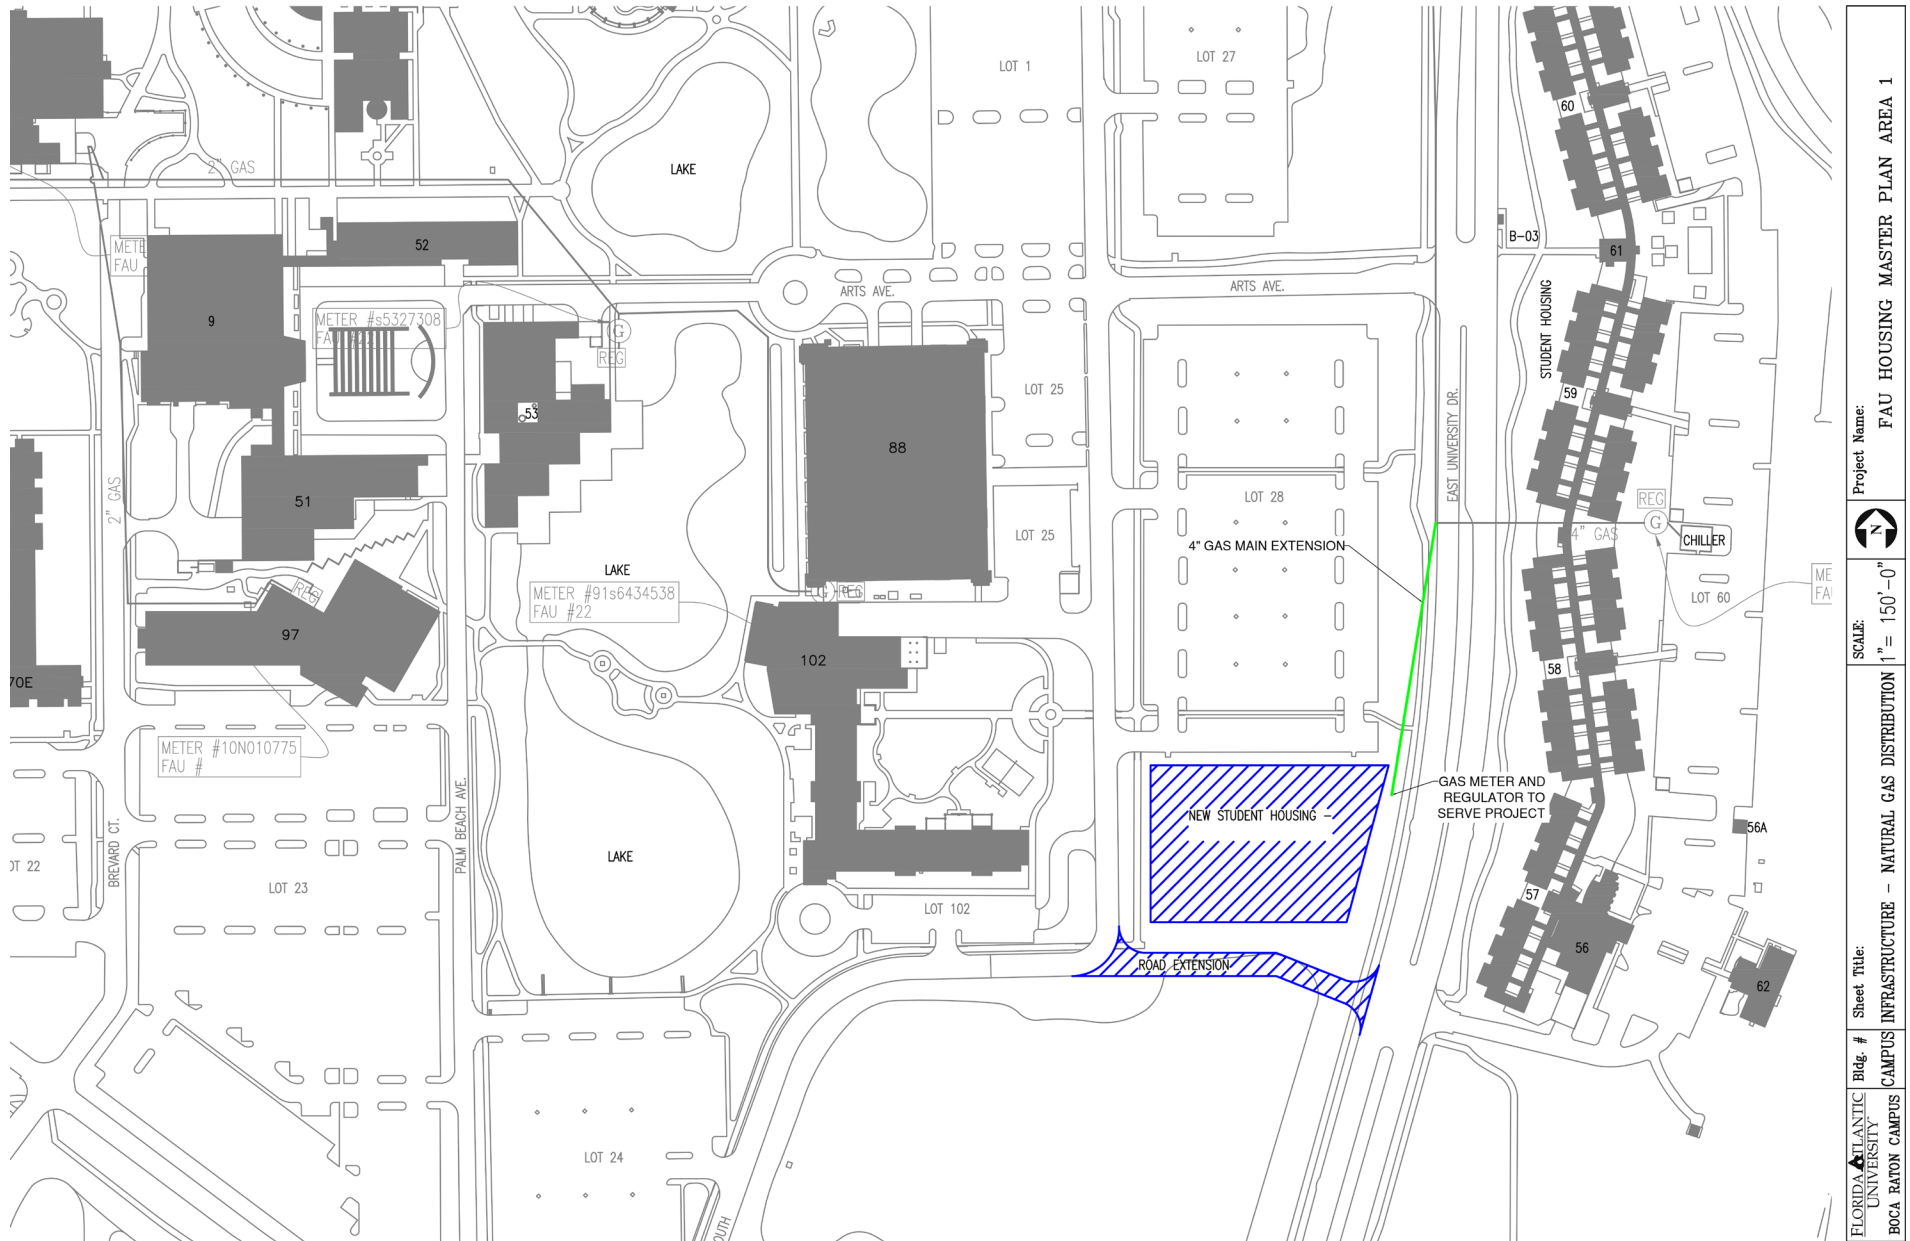 LOT 1
LOT 27
60
2" GAS
LAKE
52
B-03
61
METE
FAU
ARTS AVE.
ARTS AVE.
STUDENT HOUSING
9
METER #s5327308
FAU #22
G
REG
53
LOT 25
59
EAST UNIVERSITY DR.
88
51
2" GAS
LOT 28
REG
G
4" GAS
CHILLER
LOT 25
4" GAS MAIN EXTENSION
LAKE
METER #91s6434538
FAU #22
G
REG
REG
ME
FA
LOT 60
97
102
58
70E
METER #10N010775
FAU #
GAS METER AND
REGULATOR TO
SERVE PROJECT
NEW STUDENT HOUSING -
56A
PALM BEACH AVE.
BREVARD CT.
LAKE
OT 22
LOT 23
57
LOT 102
56
ROAD EXTENSION
62
LOT 24
OUTH
Project Name:
FAU HOUSING MASTER PLAN AREA 1
N
SCALE:
1"= 150'-0"
Sheet Title:
CAMPUS INFRASTRUCTURE - NATURAL GAS DISTRIBUTION
Bldg. #
FLORIDA ATLANTIC
UNIVERSITY
BOCA RATON CAMPUS